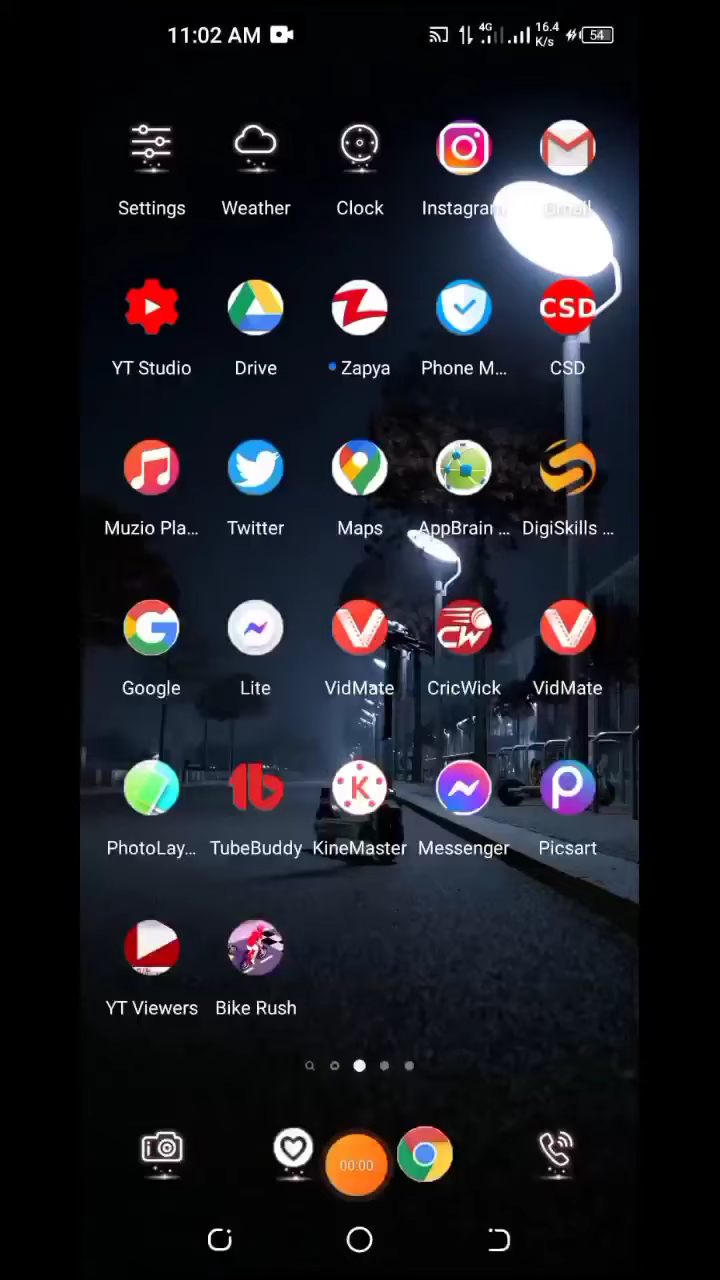 11:02 AM
4G
16.4
K/s
54
Settings Weather Clock Instagram Gmail
CSD
YT Studio Drive Zapya Phone M... CSD
Muzio Pla... Twitter Maps AppBrain ... DigiSkills ...
CW
Google Lite VidMate CricWick VidMate
K
PhotoLay... TubeBuddy KineMaster Messenger Picsart
YT Viewers Bike Rush
00:00